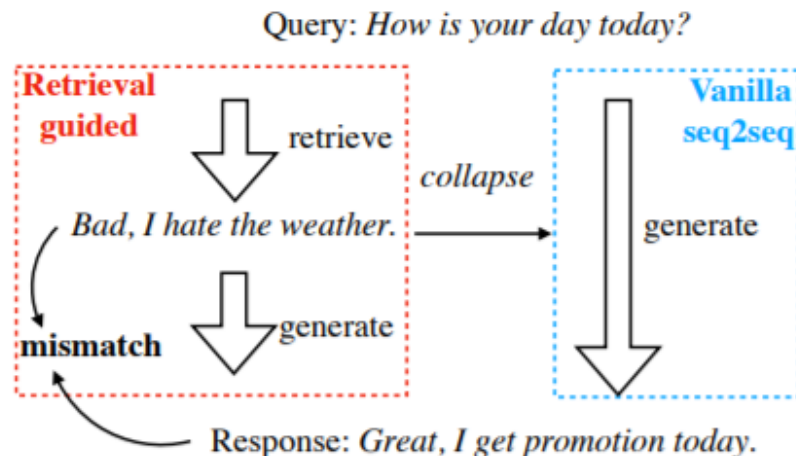 Query: How is your day today?
Retrieval
guided
Vanilla
seq2seq
retrieve
collapse
Bad, I hate the weather.
generate
generate
mismatch
Response: Great, I get promotion today.